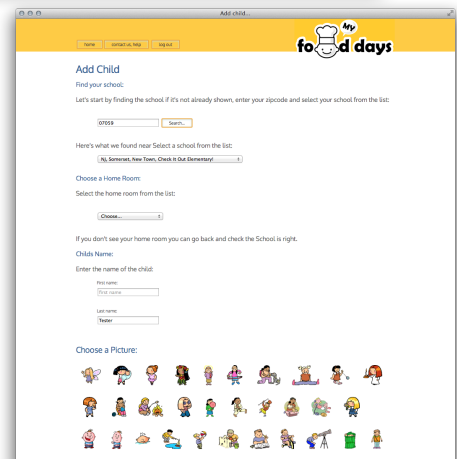 Add child...
MY
food days
home
contact us, help
log out
Add Child
Find your school:
Let's start by finding the school if it's not already shown, enter your zipcode and select your school from the list:
07059
Search...
Here's what we found near Select a school from the list:
NJ, Somerset, New Town, Check It Out Elementary!
Choose a Home Room:
Select the home room from the list:
Choose...
If you don't see your home room you can go back and check the School is right.
Childs Name:
Enter the name of the child:
First name:
First name
Last name:
Tester
Choose a Picture: